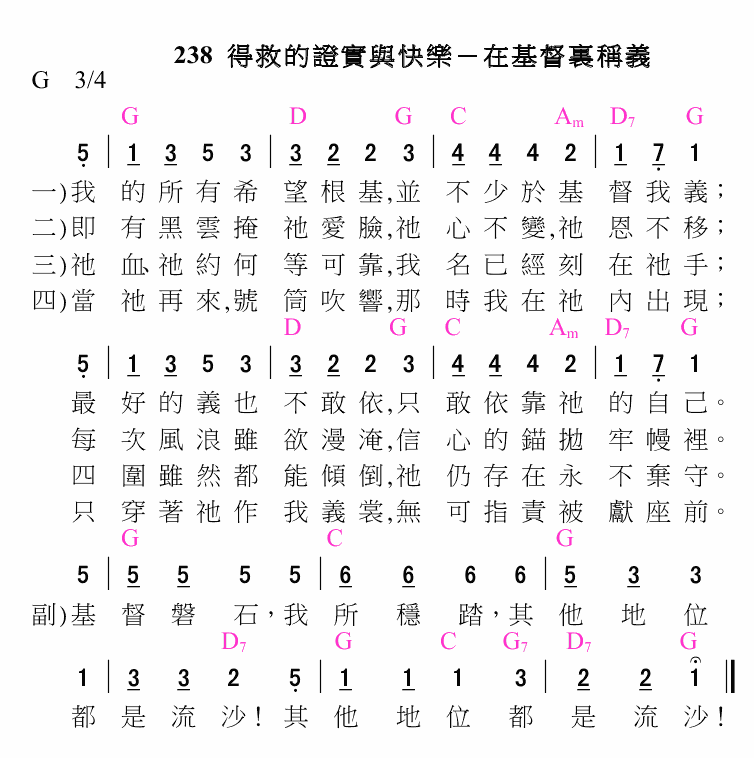 238 得救的證實與快樂－在基督裏稱義
G 3/4
G D G C Am D7 G
5 | 1 3 5 3 | 3 2 2 3 | 4 4 4 2 | 1 7 1
一)我的所有希望根基,並不少於基督我義；
二)即有黑雲掩祂愛臉,祂心不變,祂恩不移；
三)祂血、祂約何等可靠,我名已經刻在祂手；
四)當祂再來,號筒吹響,那時我在祂內出現；
D G C Am D7 G
5 | 1 3 5 3 | 3 2 2 3 | 4 4 4 2 | 1 7 1
最好的義也不敢依,只敢依靠祂的自己。
每次風浪雖欲漫淹,信心的錨拋牢幔裡。
四圍雖然都能傾倒,祂仍存在永不棄守。
只穿著祂作我義裳,無可指責被獻座前。
G C G
5 | 5 5 5 5 | 6 6 6 6 | 5 3 3
副)基督磐石，我所穩踏，其他地位
D7 G C G7 D7 G
1 | 3 3 2 5 | 1 1 1 3 | 2 2 1 ||
都是流沙！其他地位都是流沙！